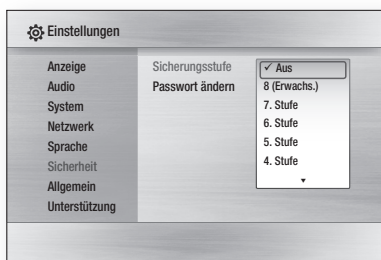 Einstellungen
Anzeige
Audio
System
Netzwerk
Sprache
Sicherheit
Allgemein
Unterstützung
Sicherungsstufe
Passwort ändern
✓ Aus
8 (Erwachs.)
7. Stufe
6. Stufe
5. Stufe
4. Stufe